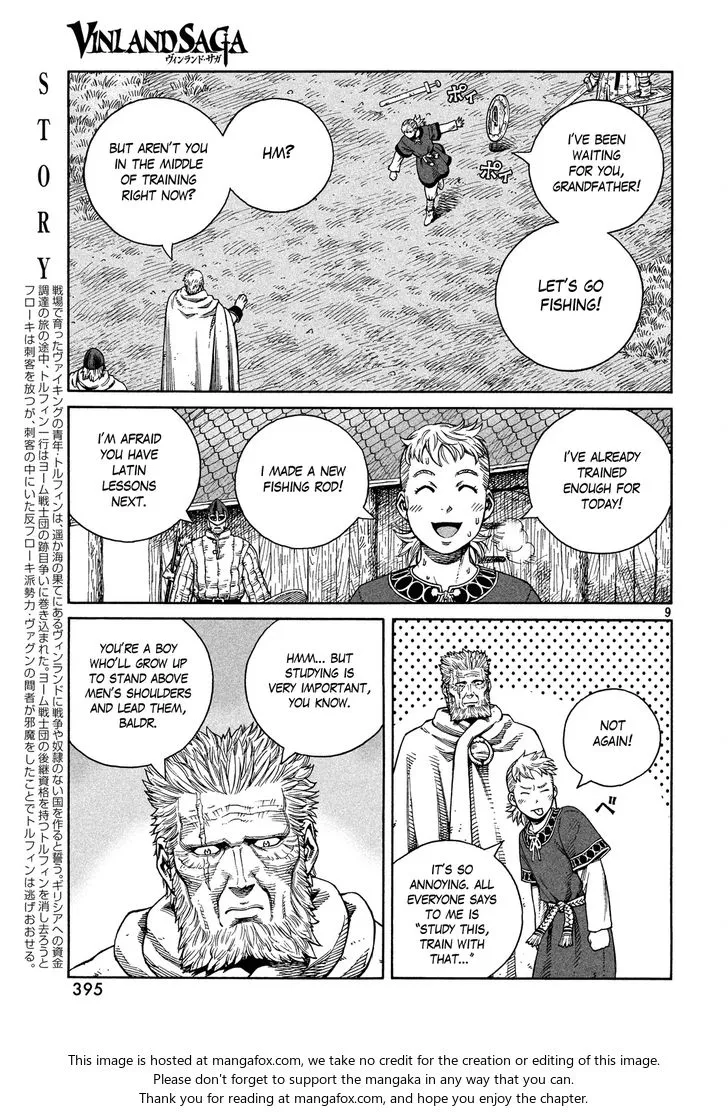 VINLAND SAGA
ヴィンランド・サガ
STORY
戦場で育ったヴァイキングの青年・トルフィンは、遥か海の果てにあるヴィンランドに戦争や奴隷のない国を作ると誓う。ギリシアへの資金
調達の旅の途中、トルフィン一行はヨーム戦士団の跡目争いに巻き込まれた。ヨーム戦士団の後継資格を持つトルフィンを消し去ろうと
フローキは刺客を放つが、刺客の中にいた反フローキ派勢力・ヴァグンの間者が邪魔をしたことでトルフィンは逃げおおせる。
I'VE BEEN
WAITING
FOR YOU,
GRANDFATHER!
LET'S GO
FISHING!
ポイ
ポイ
HM?
BUT AREN'T YOU
IN THE MIDDLE
OF TRAINING
RIGHT NOW?
I'VE ALREADY
TRAINED
ENOUGH FOR
TODAY!
I MADE A NEW
FISHING ROD!
I'M AFRAID
YOU HAVE
LATIN
LESSONS
NEXT.
9
NOT
AGAIN!
べ
IT'S SO
ANNOYING. ALL
EVERYONE SAYS
TO ME IS
"STUDY THIS,
TRAIN WITH
THAT..."
HMM... BUT
STUDYING IS
VERY IMPORTANT,
YOU KNOW.
YOU'RE A BOY
WHO'LL GROW UP
TO STAND ABOVE
MEN'S SHOULDERS
AND LEAD THEM,
BALDR.
395
This image is hosted at mangafox.com, we take no credit for the creation or editing of this image.
Please don't forget to support the mangaka in any way that you can.
Thank you for reading at mangafox.com, and hope you enjoy the chapter.